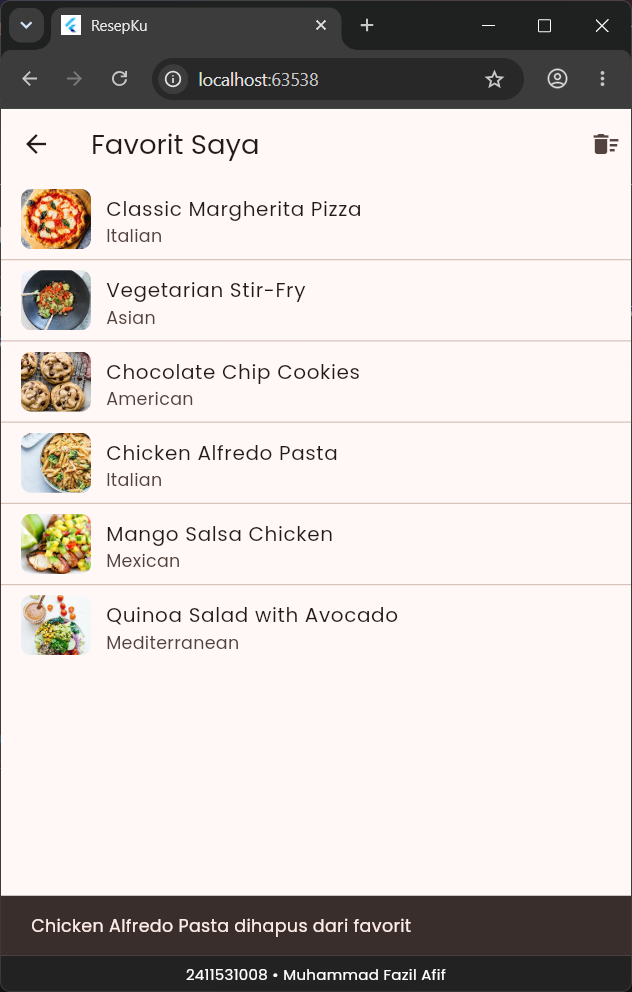 ResepKu
localhost:63538
Favorit Saya
Classic Margherita Pizza
Italian
Vegetarian Stir-Fry
Asian
Chocolate Chip Cookies
American
Chicken Alfredo Pasta
Italian
Mango Salsa Chicken
Mexican
Quinoa Salad with Avocado
Mediterranean
Chicken Alfredo Pasta dihapus dari favorit
2411531008 • Muhammad Fazil Afif